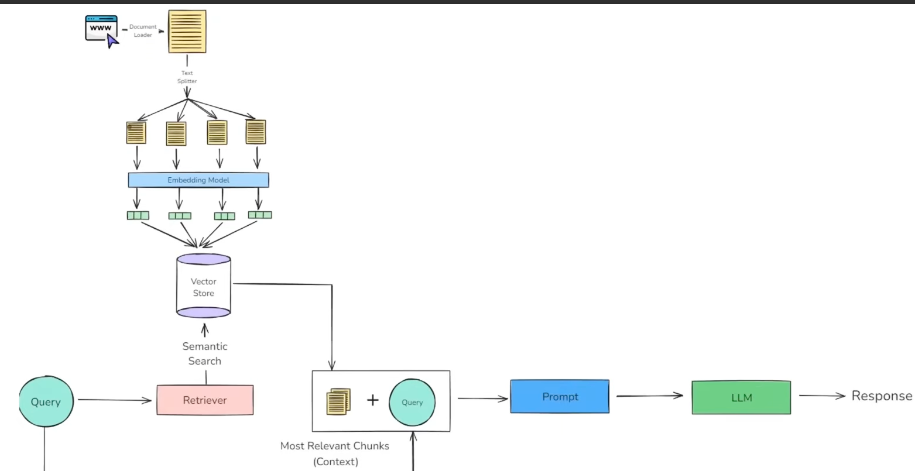 www
Document
Loader
Text
Splitter
Embedding Model
Vector
Store
Semantic
Search
Query
Retriever
+
Query
Prompt
LLM
Response
Most Relevant Chunks
(Context)